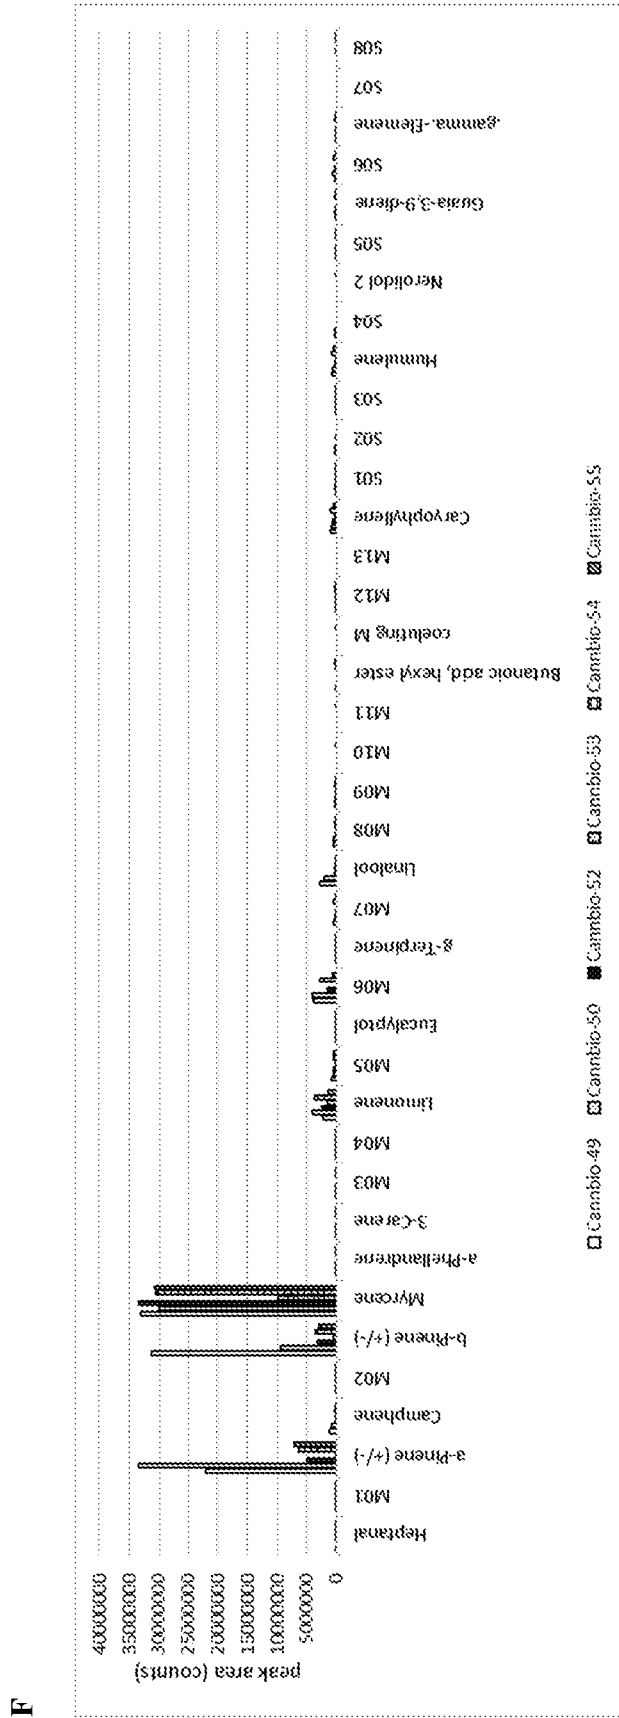 F
peak area (counts)
40000000
35000000
30000000
25000000
20000000
15000000
10000000
5000000
0
Heptanal
M01
a-Pinene (+/-)
Camphene
M02
b-Pinene (+/-)
Myrcene
a-Phellandrene
3-Carene
M03
M04
Limonene
M05
Eucalyptol
M06
g-Terpinene
M07
Linalool
M08
M09
M10
M11
Butanoic acid, hexyl ester
coeluting M
M12
M13
Caryophyllene
S01
S02
S03
Humulene
S04
Nerolidol 2
S05
Guaia-3,9-diene
S06
.gamma.-Elemene
S07
S08
Cannbio-49
Cannbio-50
Cannbio-52
Cannbio-53
Cannbio-54
Cannbio-55